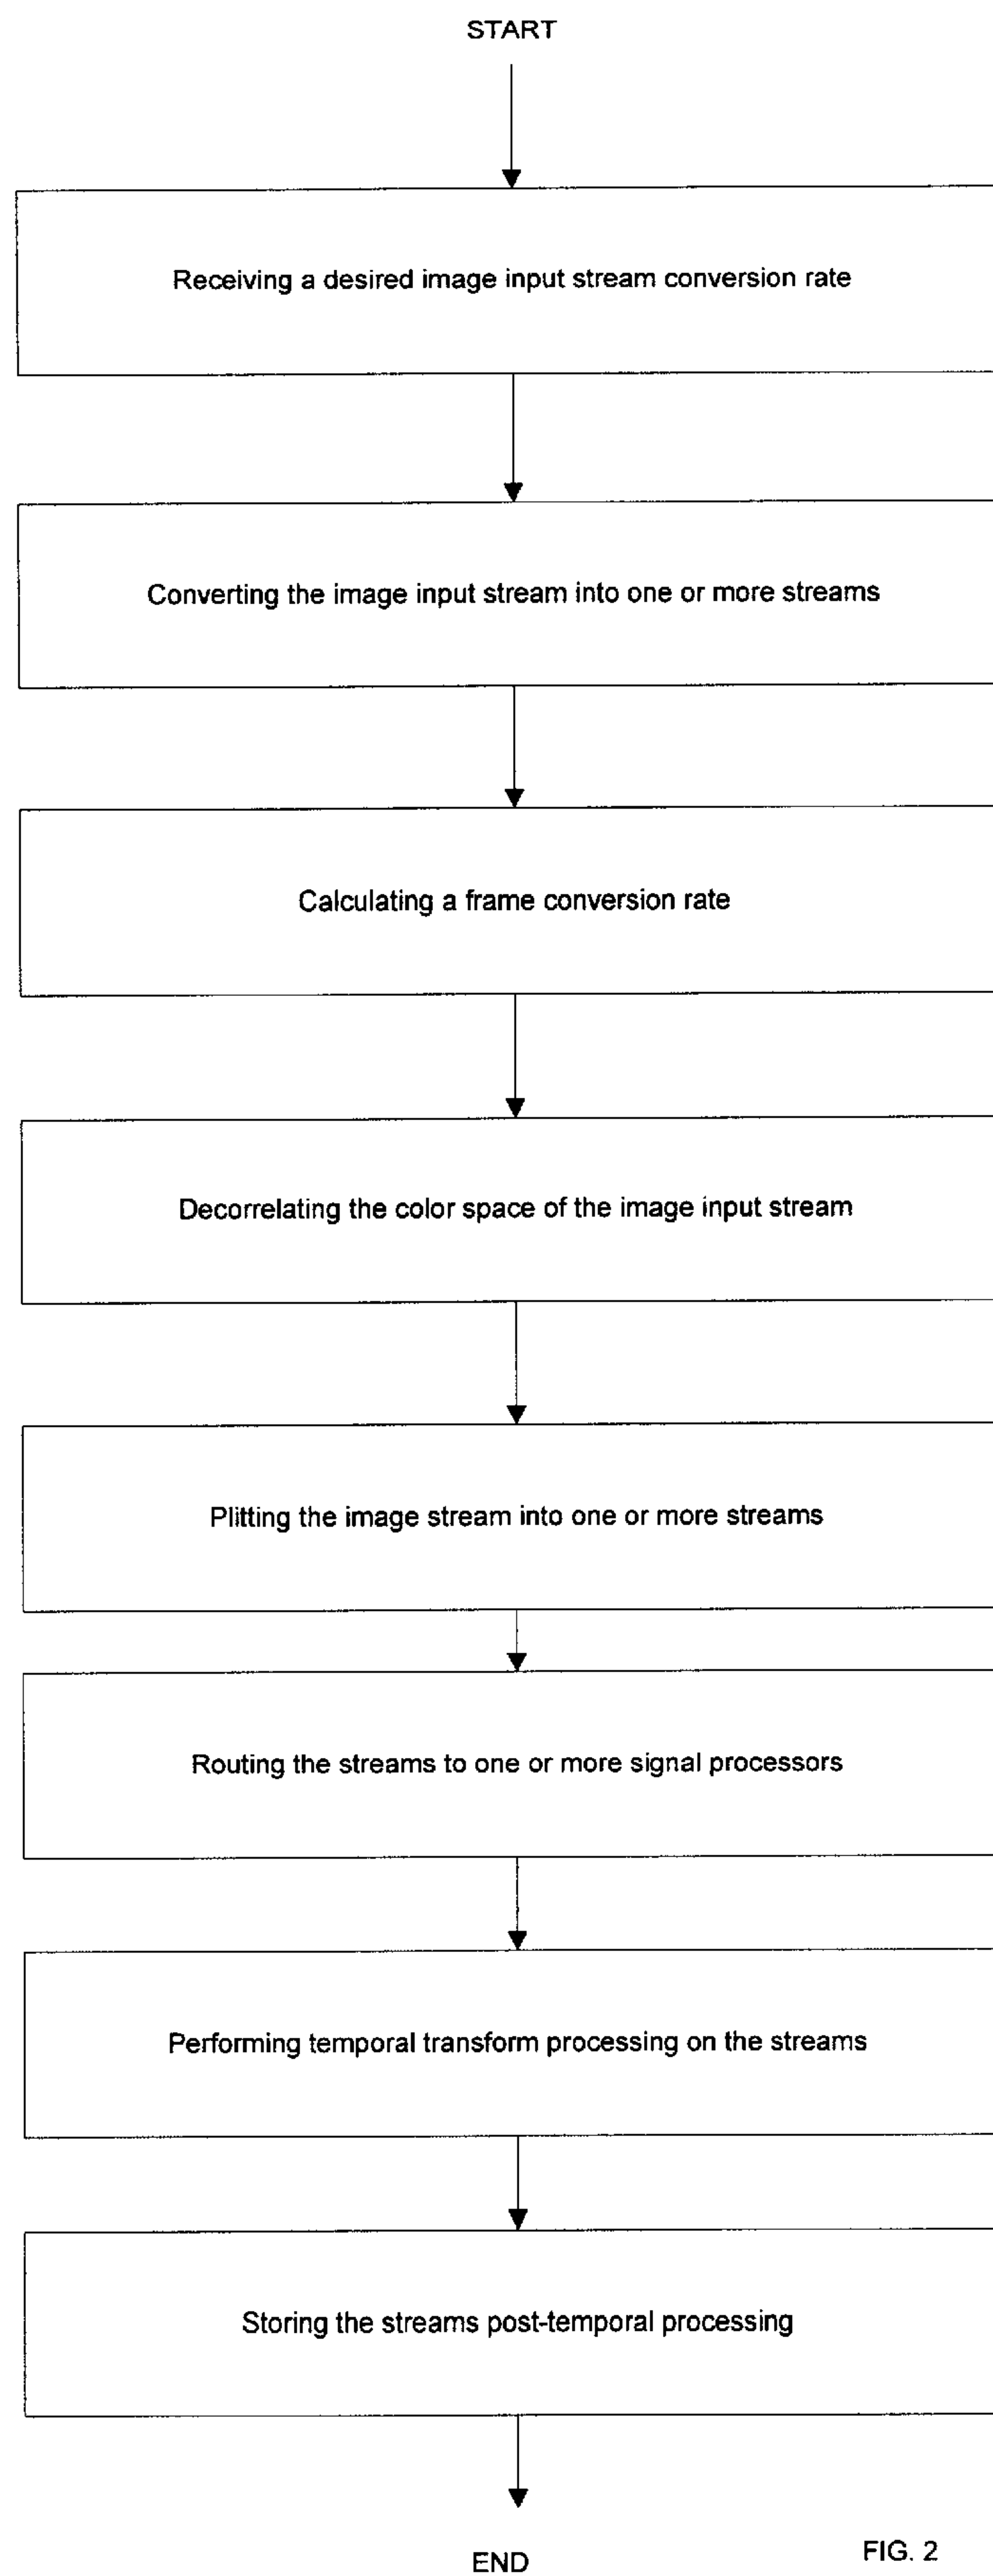 START
Receiving a desired image input stream conversion rate
Converting the image input stream into one or more streams
Calculating a frame conversion rate
Decorrelating the color space of the image input stream
Plitting the image stream into one or more streams
Routing the streams to one or more signal processors
Performing temporal transform processing on the streams
Storing the streams post-temporal processing
END
FIG. 2